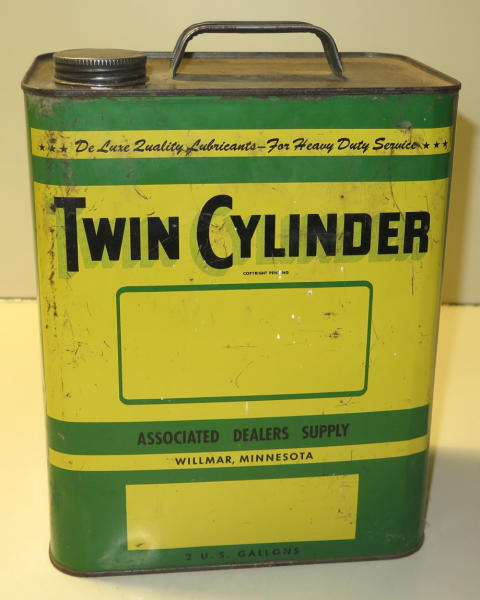 ★ ★ ★ De Luxe Quality Lubricants—For Heavy Duty Service ★ ★ ★
TWIN CYLINDER
COPYRIGHT PENDING
ASSOCIATED DEALERS SUPPLY
WILLMAR, MINNESOTA
2 U.S. GALLONS